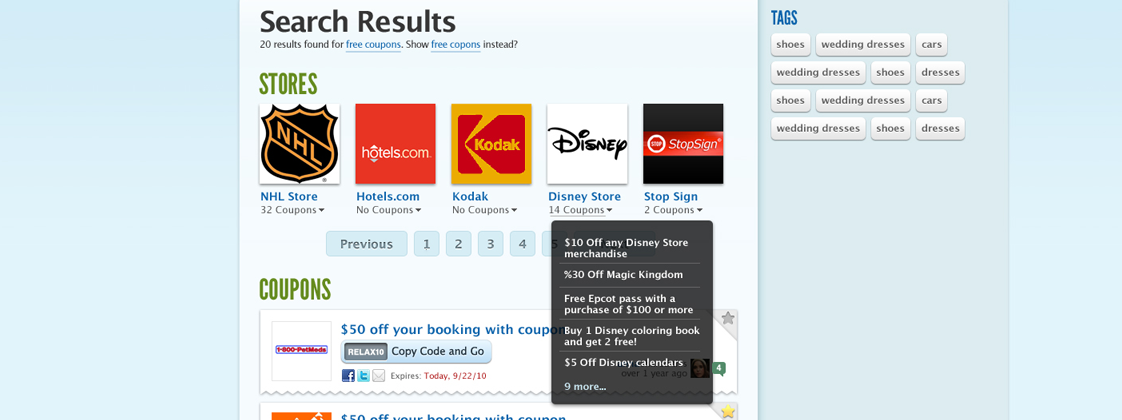 Search Results
20 results found for free coupons. Show free copons instead?
STORES
NHL
hotels.com
Kodak
Disney
STOP StopSign
NHL Store
Hotels.com
Kodak
Disney Store
Stop Sign
32 Coupons
No Coupons
No Coupons
14 Coupons
2 Coupons
Previous 1 2 3 4 5
$10 Off any Disney Store
merchandise
%30 Off Magic Kingdom
Free Epcot pass with a
purchase of $100 or more
Buy 1 Disney coloring book
and get 2 free!
$5 Off Disney calendars
9 more...
COUPONS
$50 off your booking with coupon
1-800-PetMeds
RELAX10 Copy Code and Go
Expires: Today, 9/22/10
over 1 year ago
4
$50 off your booking with coupon
TAGS
shoes wedding dresses cars
wedding dresses shoes dresses
shoes wedding dresses cars
wedding dresses shoes dresses